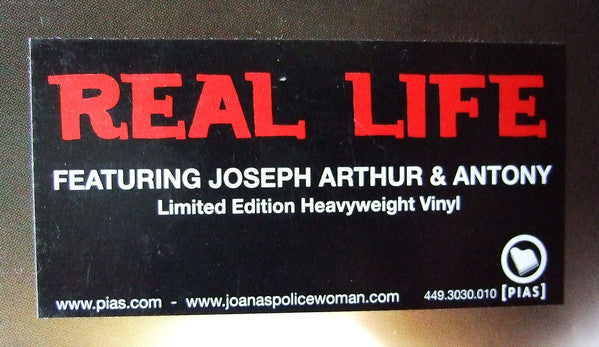 REAL LIFE
FEATURING JOSEPH ARTHUR & ANTONY
Limited Edition Heavyweight Vinyl
www.pias.com - www.joanaspolicewoman.com 449.3030.010 [PIAS]